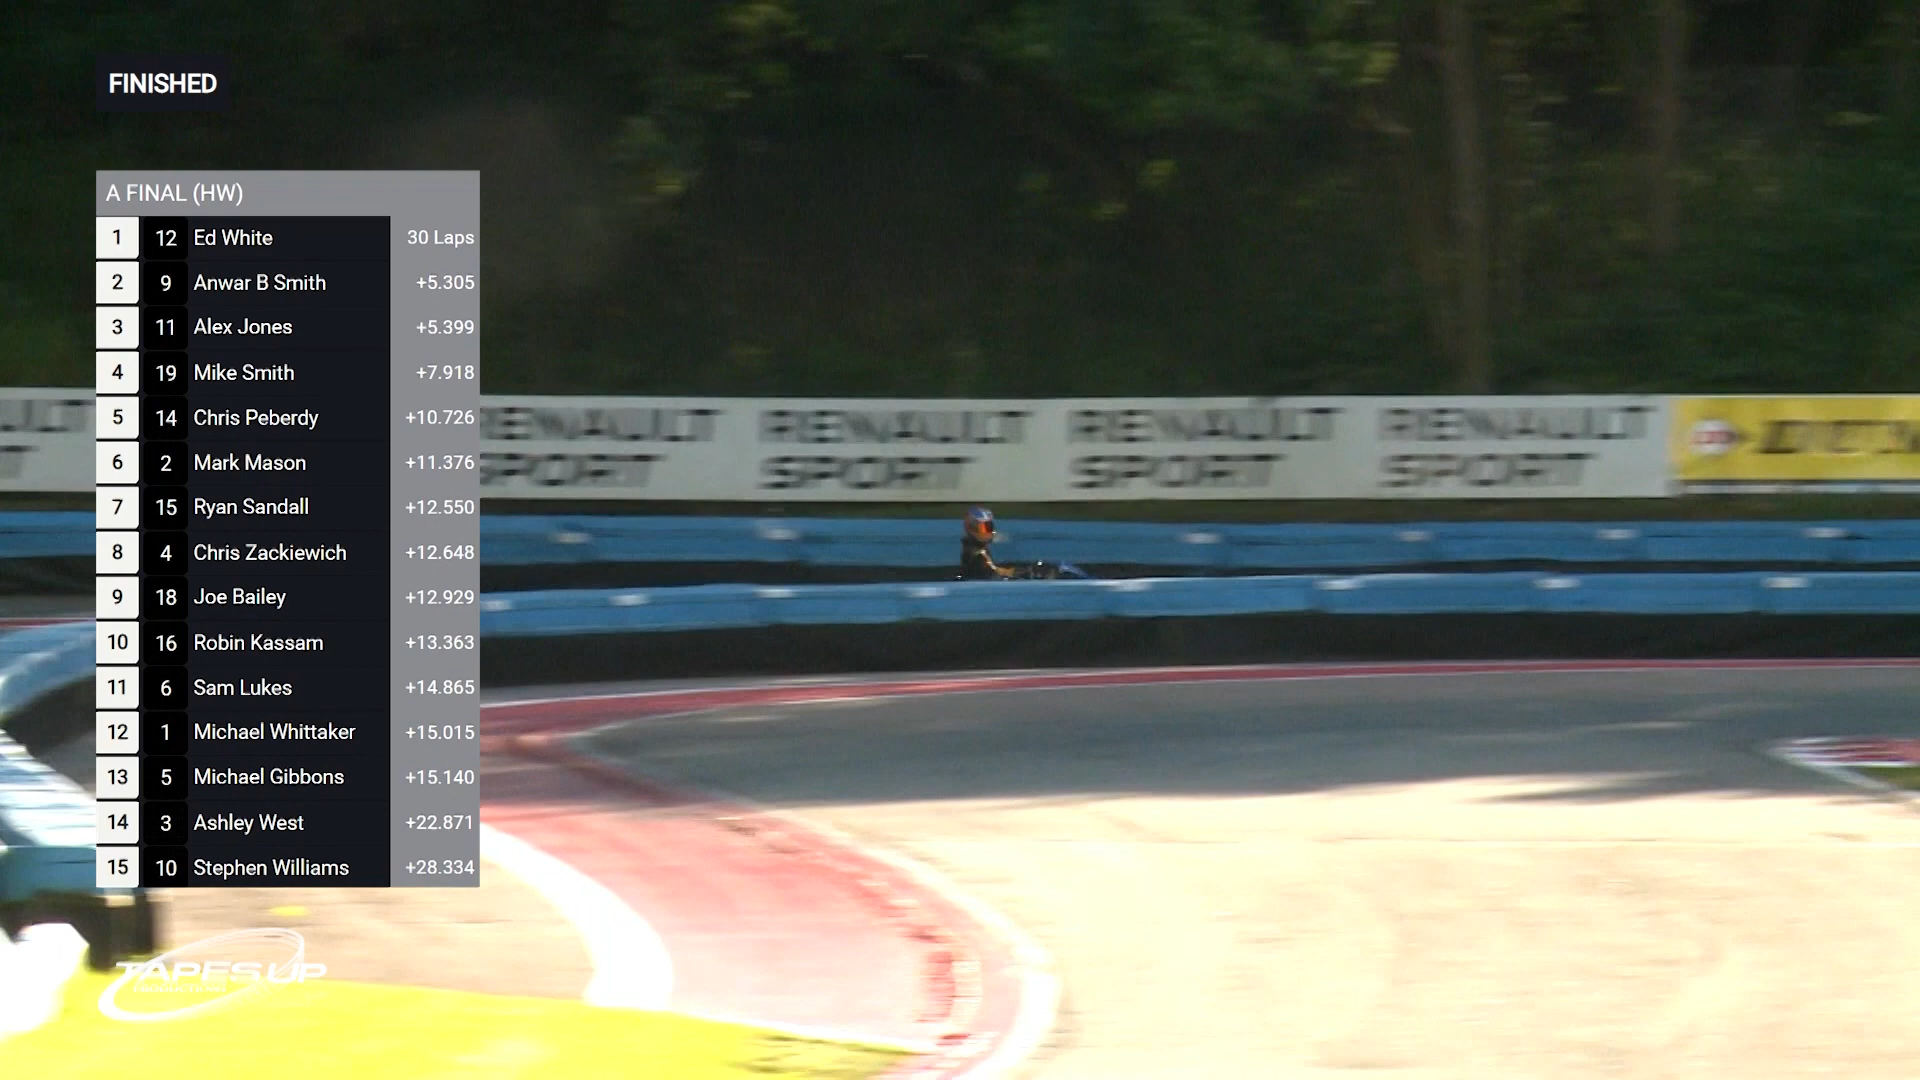 FINISHED
A FINAL (HW)
1 12 Ed White 30 Laps
2 9 Anwar B Smith +5.305
3 11 Alex Jones +5.399
4 19 Mike Smith +7.918
5 14 Chris Peberdy +10.726
6 2 Mark Mason +11.376
7 15 Ryan Sandall +12.550
8 4 Chris Zackiewich +12.648
9 18 Joe Bailey +12.929
10 16 Robin Kassam +13.363
11 6 Sam Lukes +14.865
12 1 Michael Whittaker +15.015
13 5 Michael Gibbons +15.140
14 3 Ashley West +22.871
15 10 Stephen Williams +28.334
RENAULT RENAULT RENAULT RENAULT
SPORT SPORT SPORT SPORT
TAPES UP
PRODUCTIONS